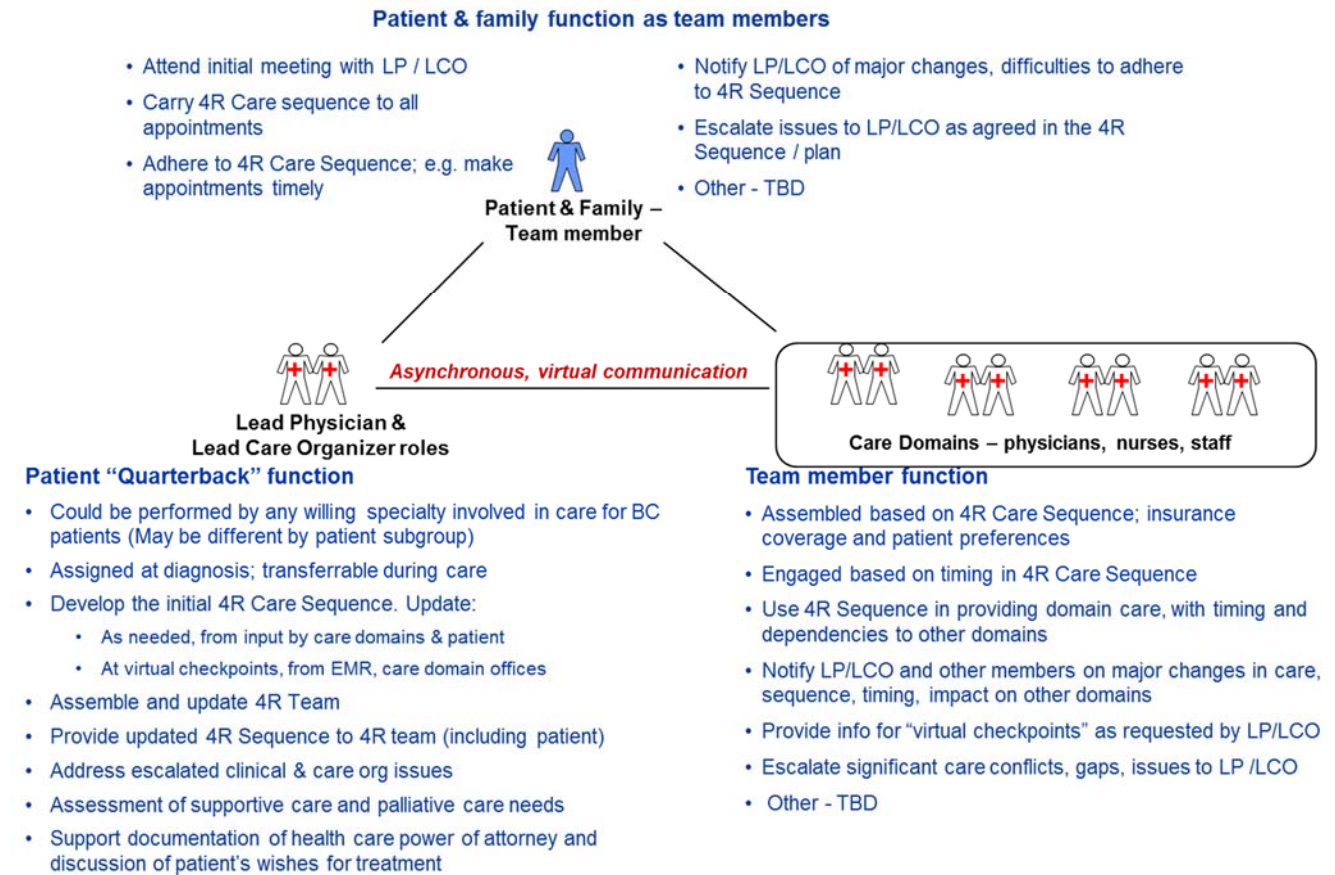 Patient & family function as team members
• Attend initial meeting with LP / LCO
• Carry 4R Care sequence to all
appointments
• Adhere to 4R Care Sequence; e.g. make
appointments timely
• Notify LP/LCO of major changes, difficulties to adhere
to 4R Sequence
• Escalate issues to LP/LCO as agreed in the 4R
Sequence / plan
• Other - TBD
Patient & Family –
Team member
Asynchronous, virtual communication
Lead Physician &
Lead Care Organizer roles
Care Domains – physicians, nurses, staff
Patient “Quarterback” function
• Could be performed by any willing specialty involved in care for BC
patients (May be different by patient subgroup)
• Assigned at diagnosis; transferrable during care
• Develop the initial 4R Care Sequence. Update:
• As needed, from input by care domains & patient
• At virtual checkpoints, from EMR, care domain offices
• Assemble and update 4R Team
• Provide updated 4R Sequence to 4R team (including patient)
• Address escalated clinical & care org issues
• Assessment of supportive care and palliative care needs
• Support documentation of health care power of attorney and
discussion of patient’s wishes for treatment
Team member function
• Assembled based on 4R Care Sequence; insurance
coverage and patient preferences
• Engaged based on timing in 4R Care Sequence
• Use 4R Sequence in providing domain care, with timing and
dependencies to other domains
• Notify LP/LCO and other members on major changes in care,
sequence, timing, impact on other domains
• Provide info for “virtual checkpoints” as requested by LP/LCO
• Escalate significant care conflicts, gaps, issues to LP /LCO
• Other - TBD